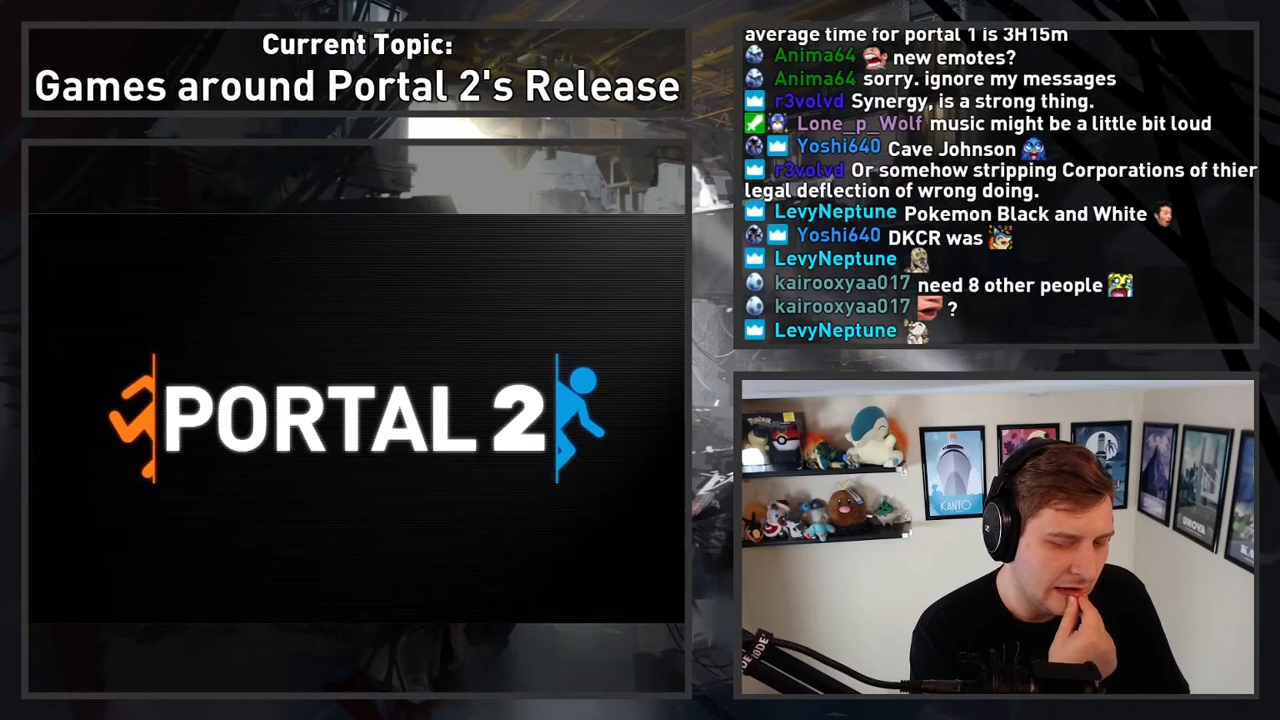 Current Topic:
Games around Portal 2's Release
PORTAL 2
average time for portal 1 is 3H15m
Anima64 new emotes?
Anima64 sorry. ignore my messages
r3volvd Synergy, is a strong thing.
Lone_p_Wolf music might be a little bit loud
Yoshi640 Cave Johnson
r3volvd Or somehow stripping Corporations of thier
legal deflection of wrong doing.
LevyNeptune Pokemon Black and White
Yoshi640 DKCR was
LevyNeptune
kairooxyaa017 need 8 other people
kairooxyaa017 ?
LevyNeptune
KANTO
UNOVA